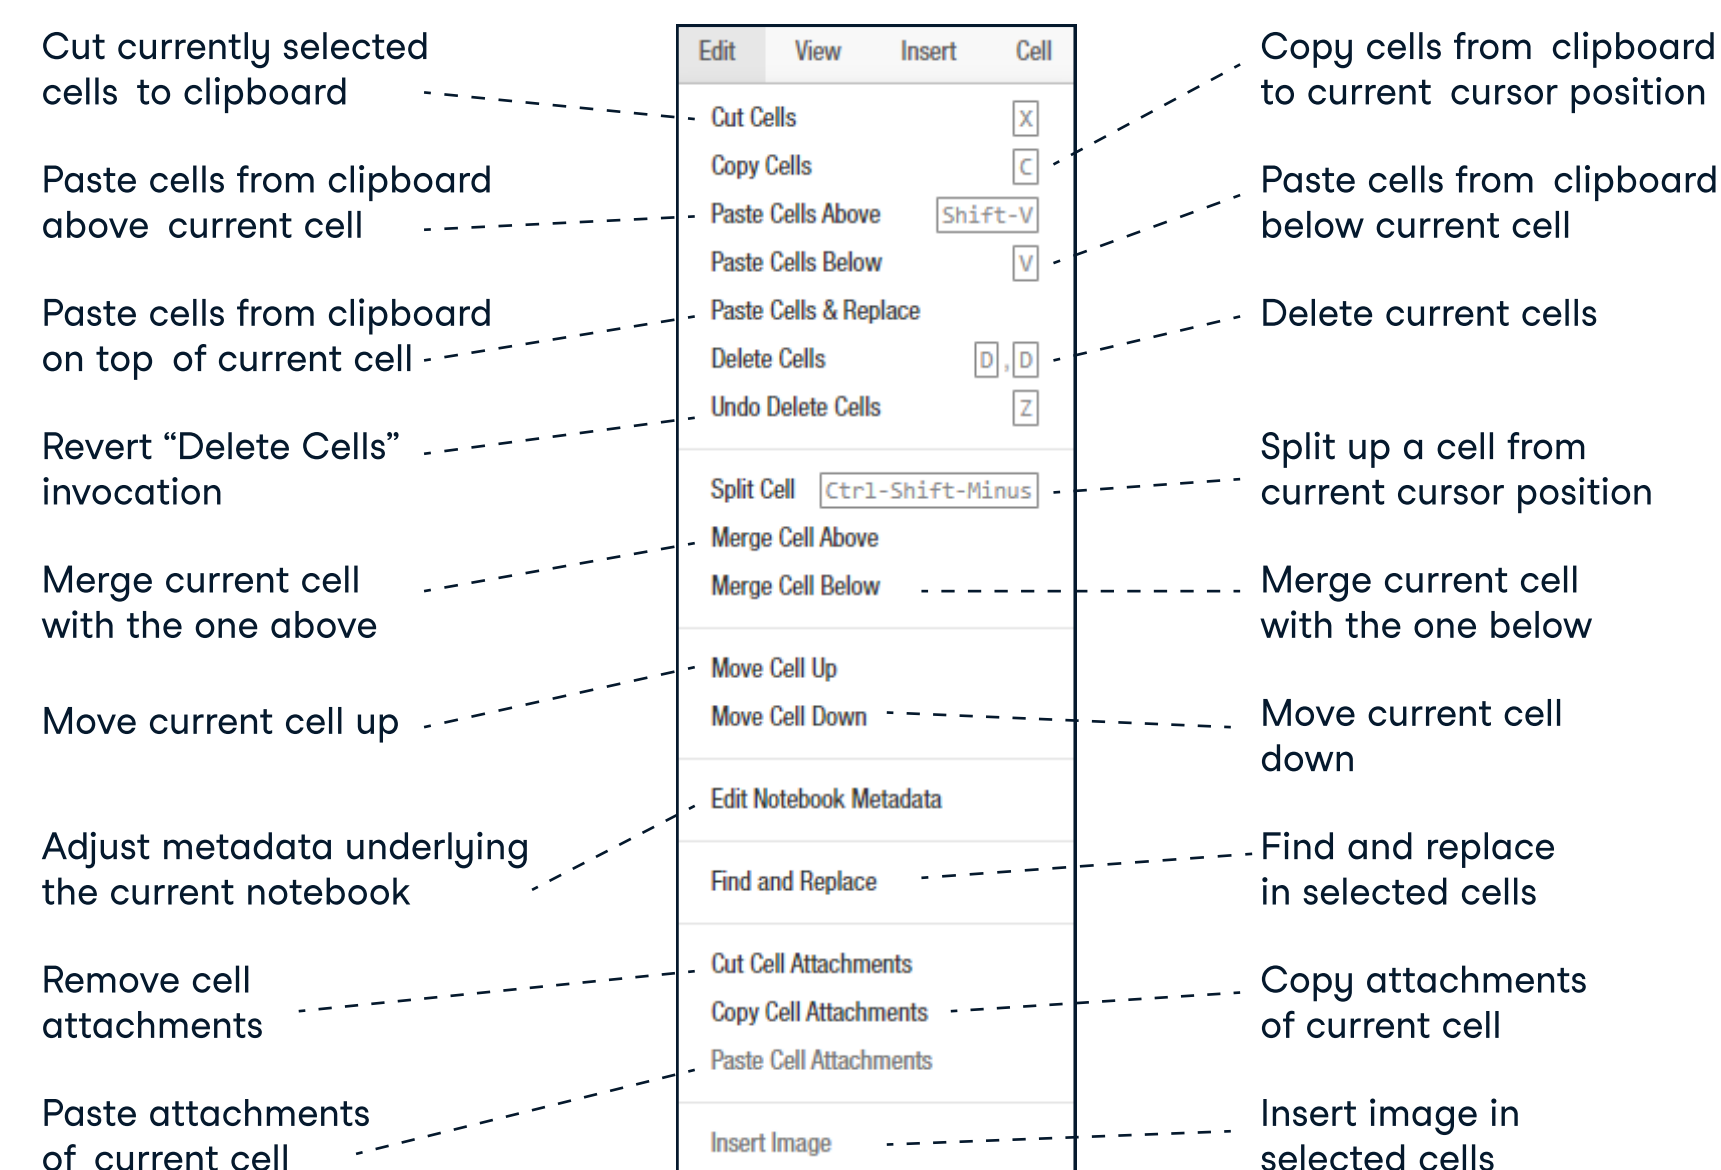 Cut currently selected
cells to clipboard
Paste cells from clipboard
above current cell
Paste cells from clipboard
on top of current cell
Revert “Delete Cells”
invocation
Merge current cell
with the one above
Move current cell up
Adjust metadata underlying
the current notebook
Remove cell
attachments
Paste attachments
of current cell
Edit View Insert Cell
Cut Cells X
Copy Cells C
Paste Cells Above Shift-V
Paste Cells Below V
Paste Cells & Replace
Delete Cells D,D
Undo Delete Cells Z
Split Cell Ctrl-Shift-Minus
Merge Cell Above
Merge Cell Below
Move Cell Up
Move Cell Down
Edit Notebook Metadata
Find and Replace
Cut Cell Attachments
Copy Cell Attachments
Paste Cell Attachments
Insert Image
Copy cells from clipboard
to current cursor position
Paste cells from clipboard
below current cell
Delete current cells
Split up a cell from
current cursor position
Merge current cell
with the one below
Move current cell
down
Find and replace
in selected cells
Copy attachments
of current cell
Insert image in
selected cells